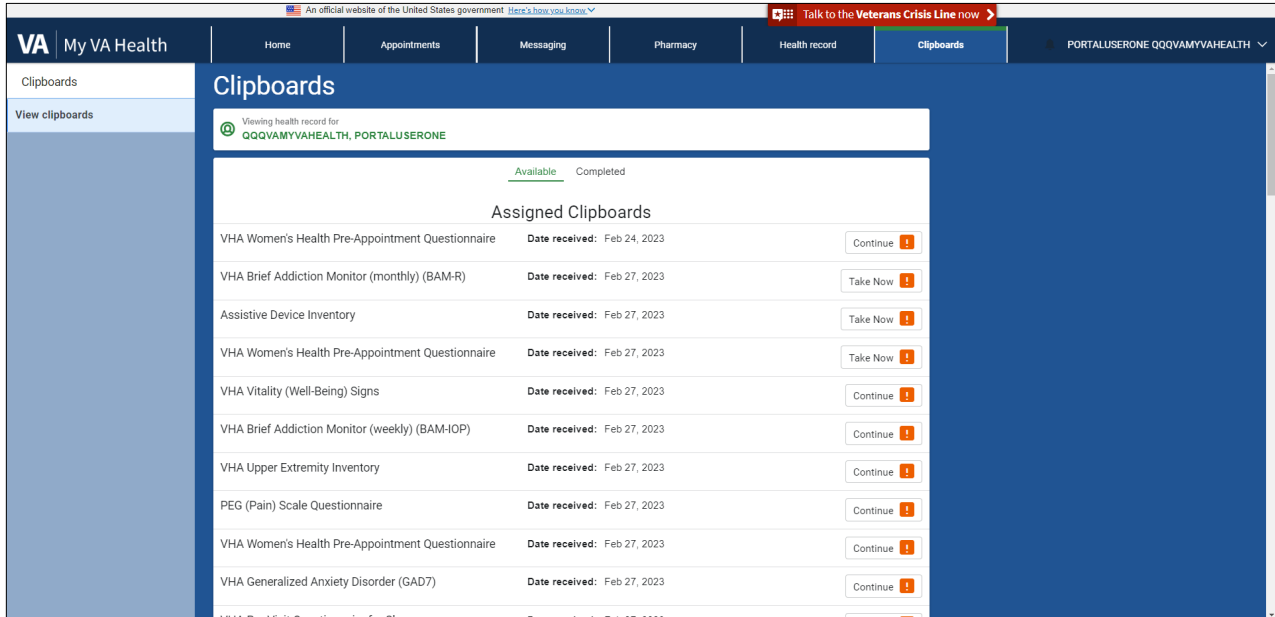 An official website of the United States government Here's how you know
Talk to the Veterans Crisis Line now
VA My VA Health
Home Appointments Messaging Pharmacy Health record Clipboards
PORTALUSERONE QQQVAMYVAHEALTH
Clipboards
View clipboards
Clipboards
Viewing health record for
QQQVAMYVAHEALTH, PORTALUSERONE
Available Completed
Assigned Clipboards
VHA Women's Health Pre-Appointment Questionnaire Date received: Feb 24, 2023 Continue !
VHA Brief Addiction Monitor (monthly) (BAM-R) Date received: Feb 27, 2023 Take Now !
Assistive Device Inventory Date received: Feb 27, 2023 Take Now !
VHA Women's Health Pre-Appointment Questionnaire Date received: Feb 27, 2023 Take Now !
VHA Vitality (Well-Being) Signs Date received: Feb 27, 2023 Continue !
VHA Brief Addiction Monitor (weekly) (BAM-IOP) Date received: Feb 27, 2023 Continue !
VHA Upper Extremity Inventory Date received: Feb 27, 2023 Continue !
PEG (Pain) Scale Questionnaire Date received: Feb 27, 2023 Continue !
VHA Women's Health Pre-Appointment Questionnaire Date received: Feb 27, 2023 Continue !
VHA Generalized Anxiety Disorder (GAD7) Date received: Feb 27, 2023 Continue !